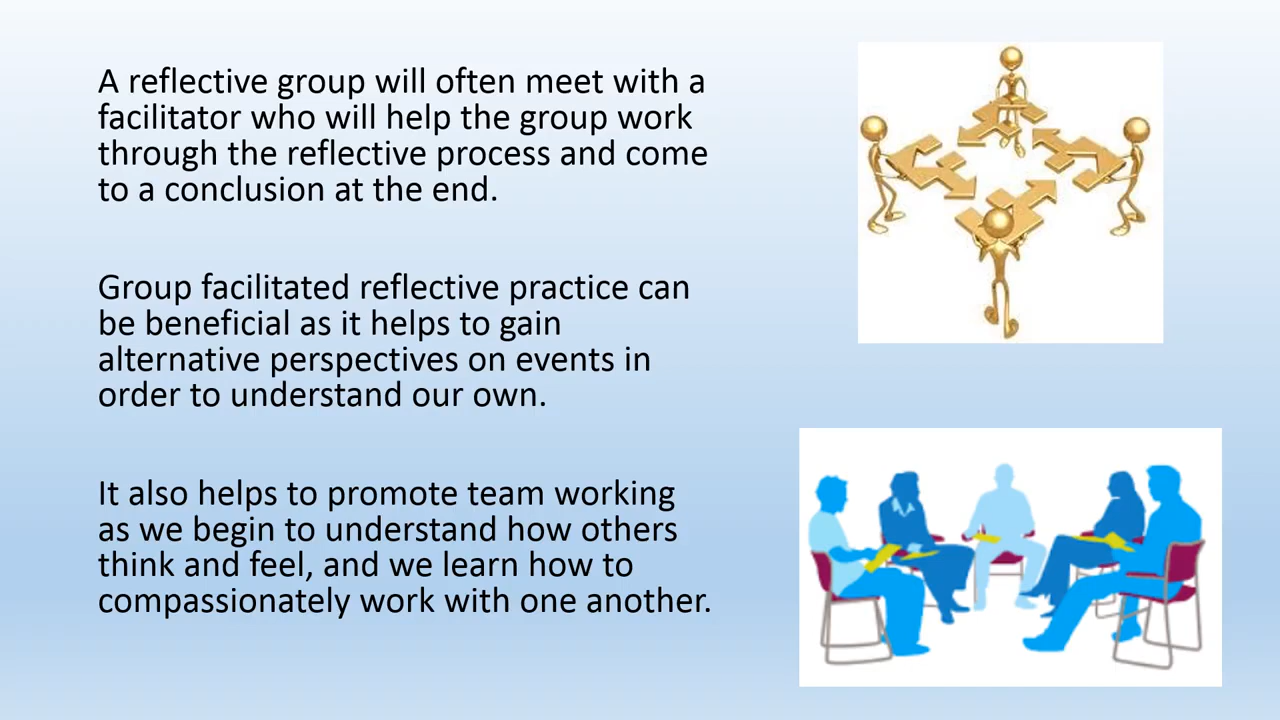 A reflective group will often meet with a
facilitator who will help the group work
through the reflective process and come
to a conclusion at the end.
Group facilitated reflective practice can
be beneficial as it helps to gain
alternative perspectives on events in
order to understand our own.
It also helps to promote team working
as we begin to understand how others
think and feel, and we learn how to
compassionately work with one another.